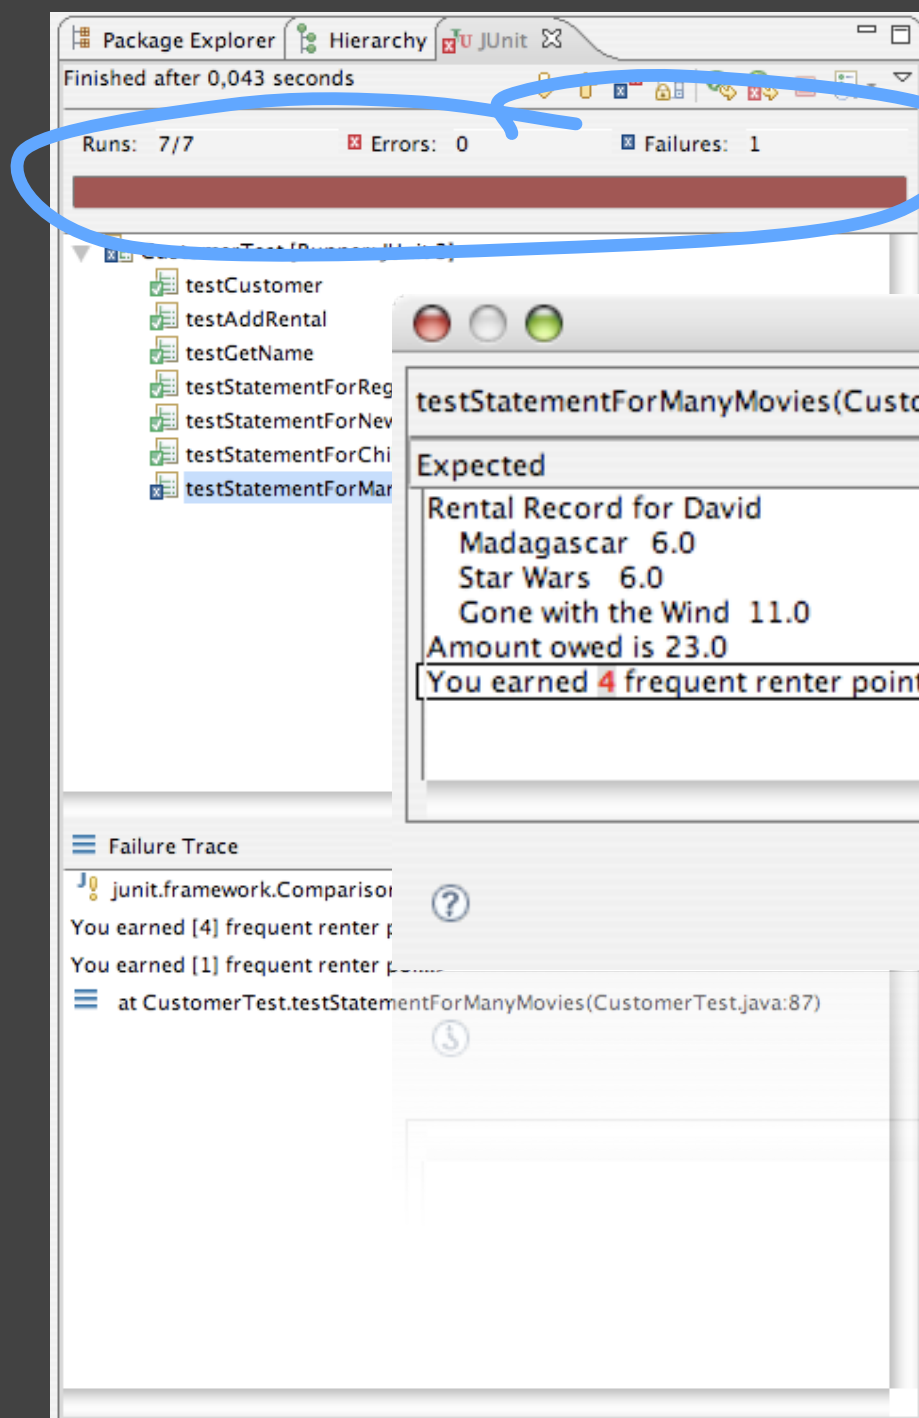 Package Explorer Hierarchy JUnit
Finished after 0,043 seconds
Runs: 7/7 Errors: 0 Failures: 1
testCustomer
testAddRental
testGetName
testStatementForReg
testStatementForNew
testStatementForChi
testStatementForMan
testStatementForManyMovies(Custo
Expected
Rental Record for David
Madagascar 6.0
Star Wars 6.0
Gone with the Wind 11.0
Amount owed is 23.0
You earned 4 frequent renter point
Failure Trace
junit.framework.Comparison
You earned [4] frequent renter
You earned [1] frequent renter
at CustomerTest.testStatementForManyMovies(CustomerTest.java:87)